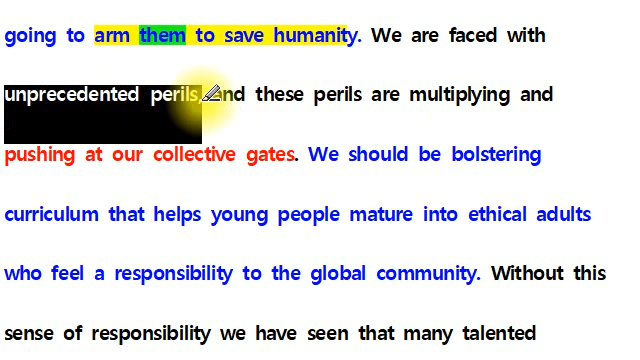 going to arm them to save humanity. We are faced with
unprecedented perils, and these perils are multiplying and
pushing at our collective gates. We should be bolstering
curriculum that helps young people mature into ethical adults
who feel a responsibility to the global community. Without this
sense of responsibility we have seen that many talented